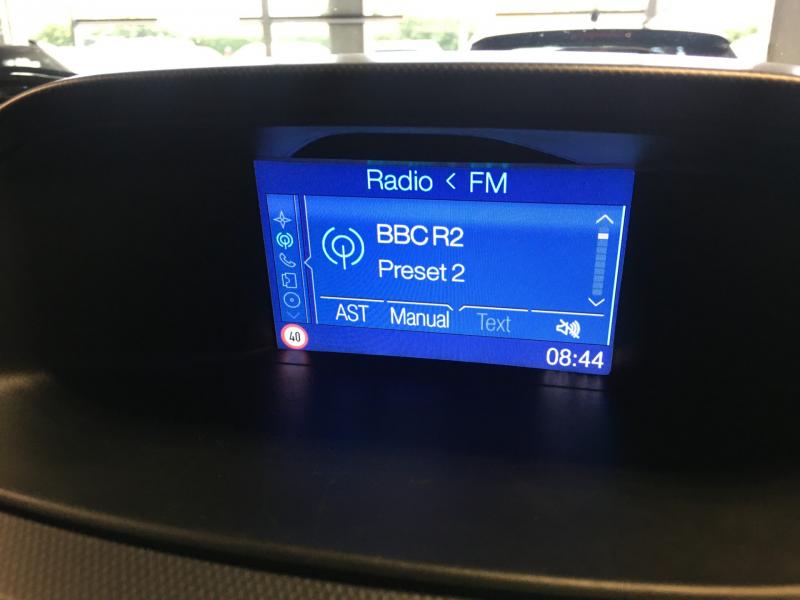 Radio < FM
BBC R2
Preset 2
AST Manual Text
40
08:44